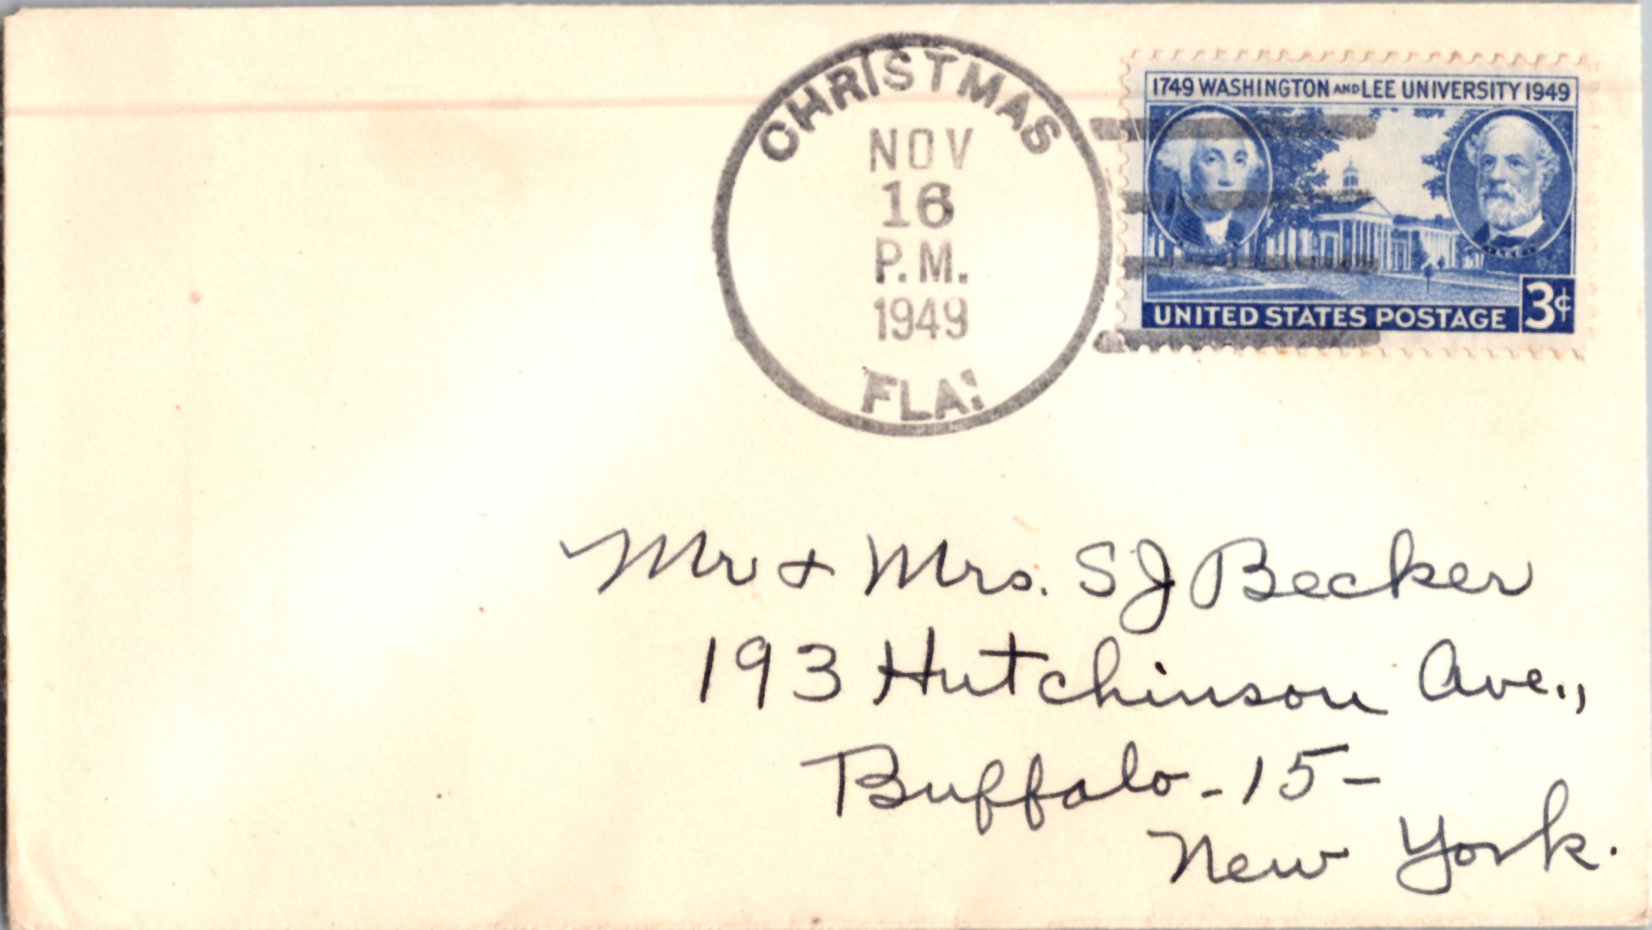 CHRISTMAS
NOV
16
P.M.
1949
FLA.
1749 WASHINGTON AND LEE UNIVERSITY 1949
UNITED STATES POSTAGE 3¢
Mr & Mrs. S J Becker
193 Hutchinson Ave.,
Buffalo - 15 -
New York.